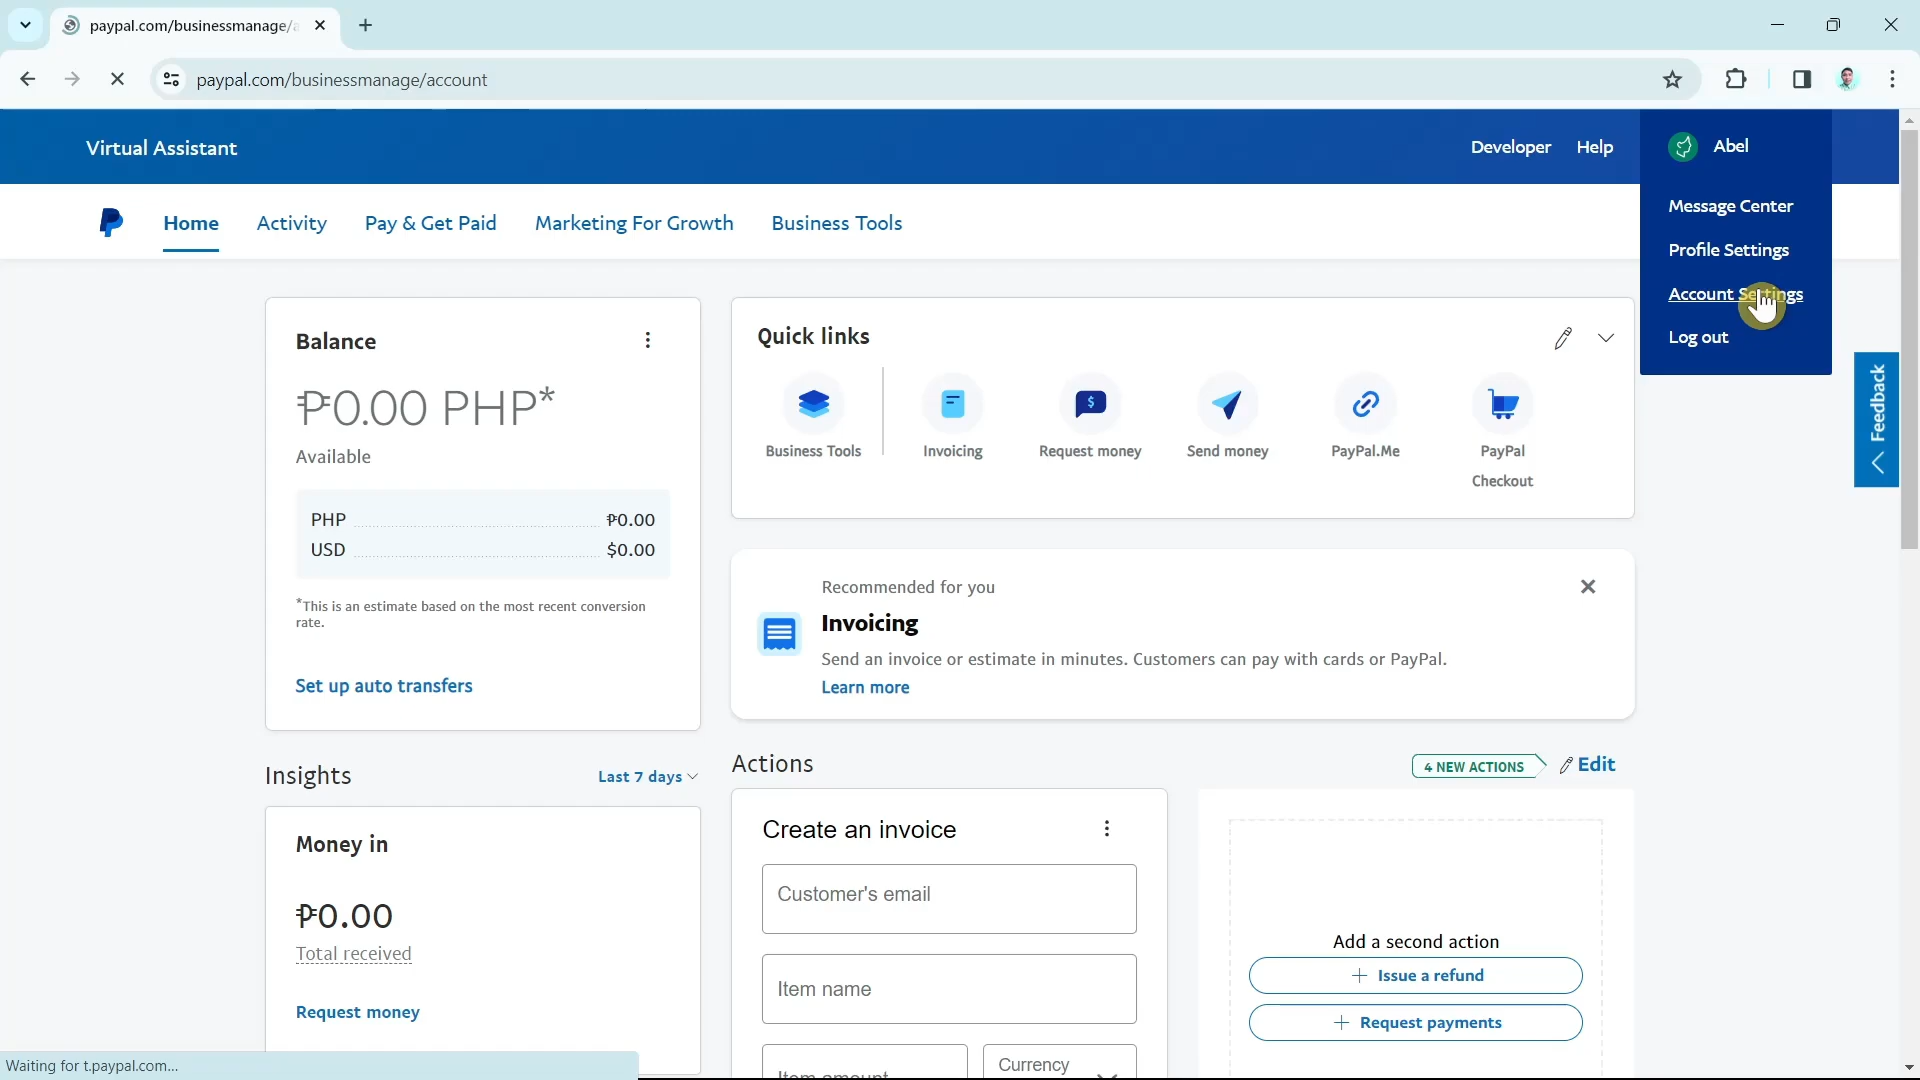 paypal.com/businessmanage/a
paypal.com/businessmanage/account
Virtual Assistant
Developer
Help
Abel
Message Center
Profile Settings
Account Settings
Log out
Home
Activity
Pay & Get Paid
Marketing For Growth
Business Tools
Feedback
Balance
₱0.00 PHP*
Available
PHP ₱0.00
USD $0.00
*This is an estimate based on the most recent conversion
rate.
Set up auto transfers
Quick links
Business Tools
Invoicing
Request money
Send money
PayPal.Me
PayPal
Checkout
Recommended for you
Invoicing
Send an invoice or estimate in minutes. Customers can pay with cards or PayPal.
Learn more
Insights
Last 7 days
Money in
₱0.00
Total received
Request money
Actions
4 NEW ACTIONS
Edit
Create an invoice
Customer's email
Item name
Item amount
Currency
Add a second action
+ Issue a refund
+ Request payments
Waiting for t.paypal.com...